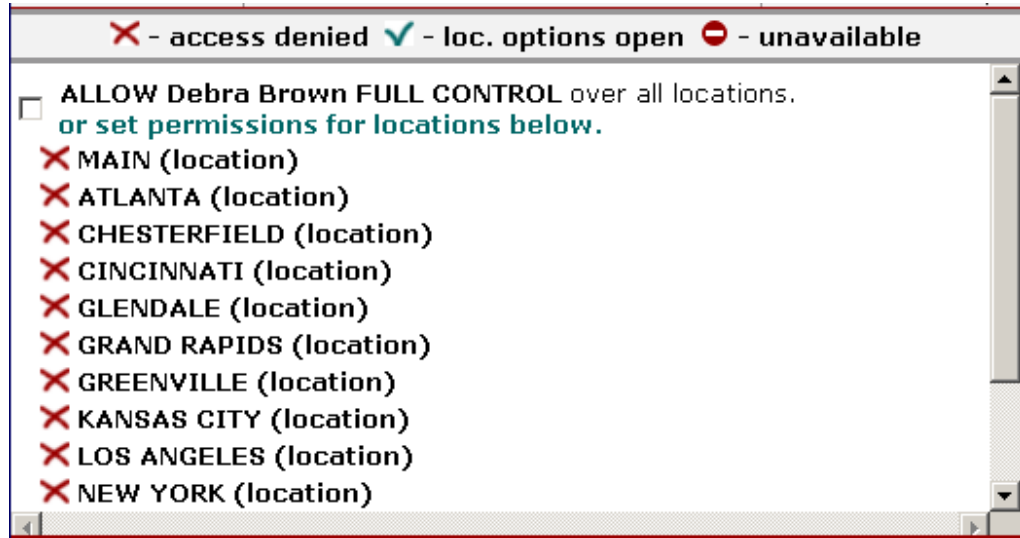 - access denied - loc. options open - unavailable
ALLOW Debra Brown FULL CONTROL over all locations.
or set permissions for locations below.
MAIN (location)
ATLANTA (location)
CHESTERFIELD (location)
CINCINNATI (location)
GLENDALE (location)
GRAND RAPIDS (location)
GREENVILLE (location)
KANSAS CITY (location)
LOS ANGELES (location)
NEW YORK (location)